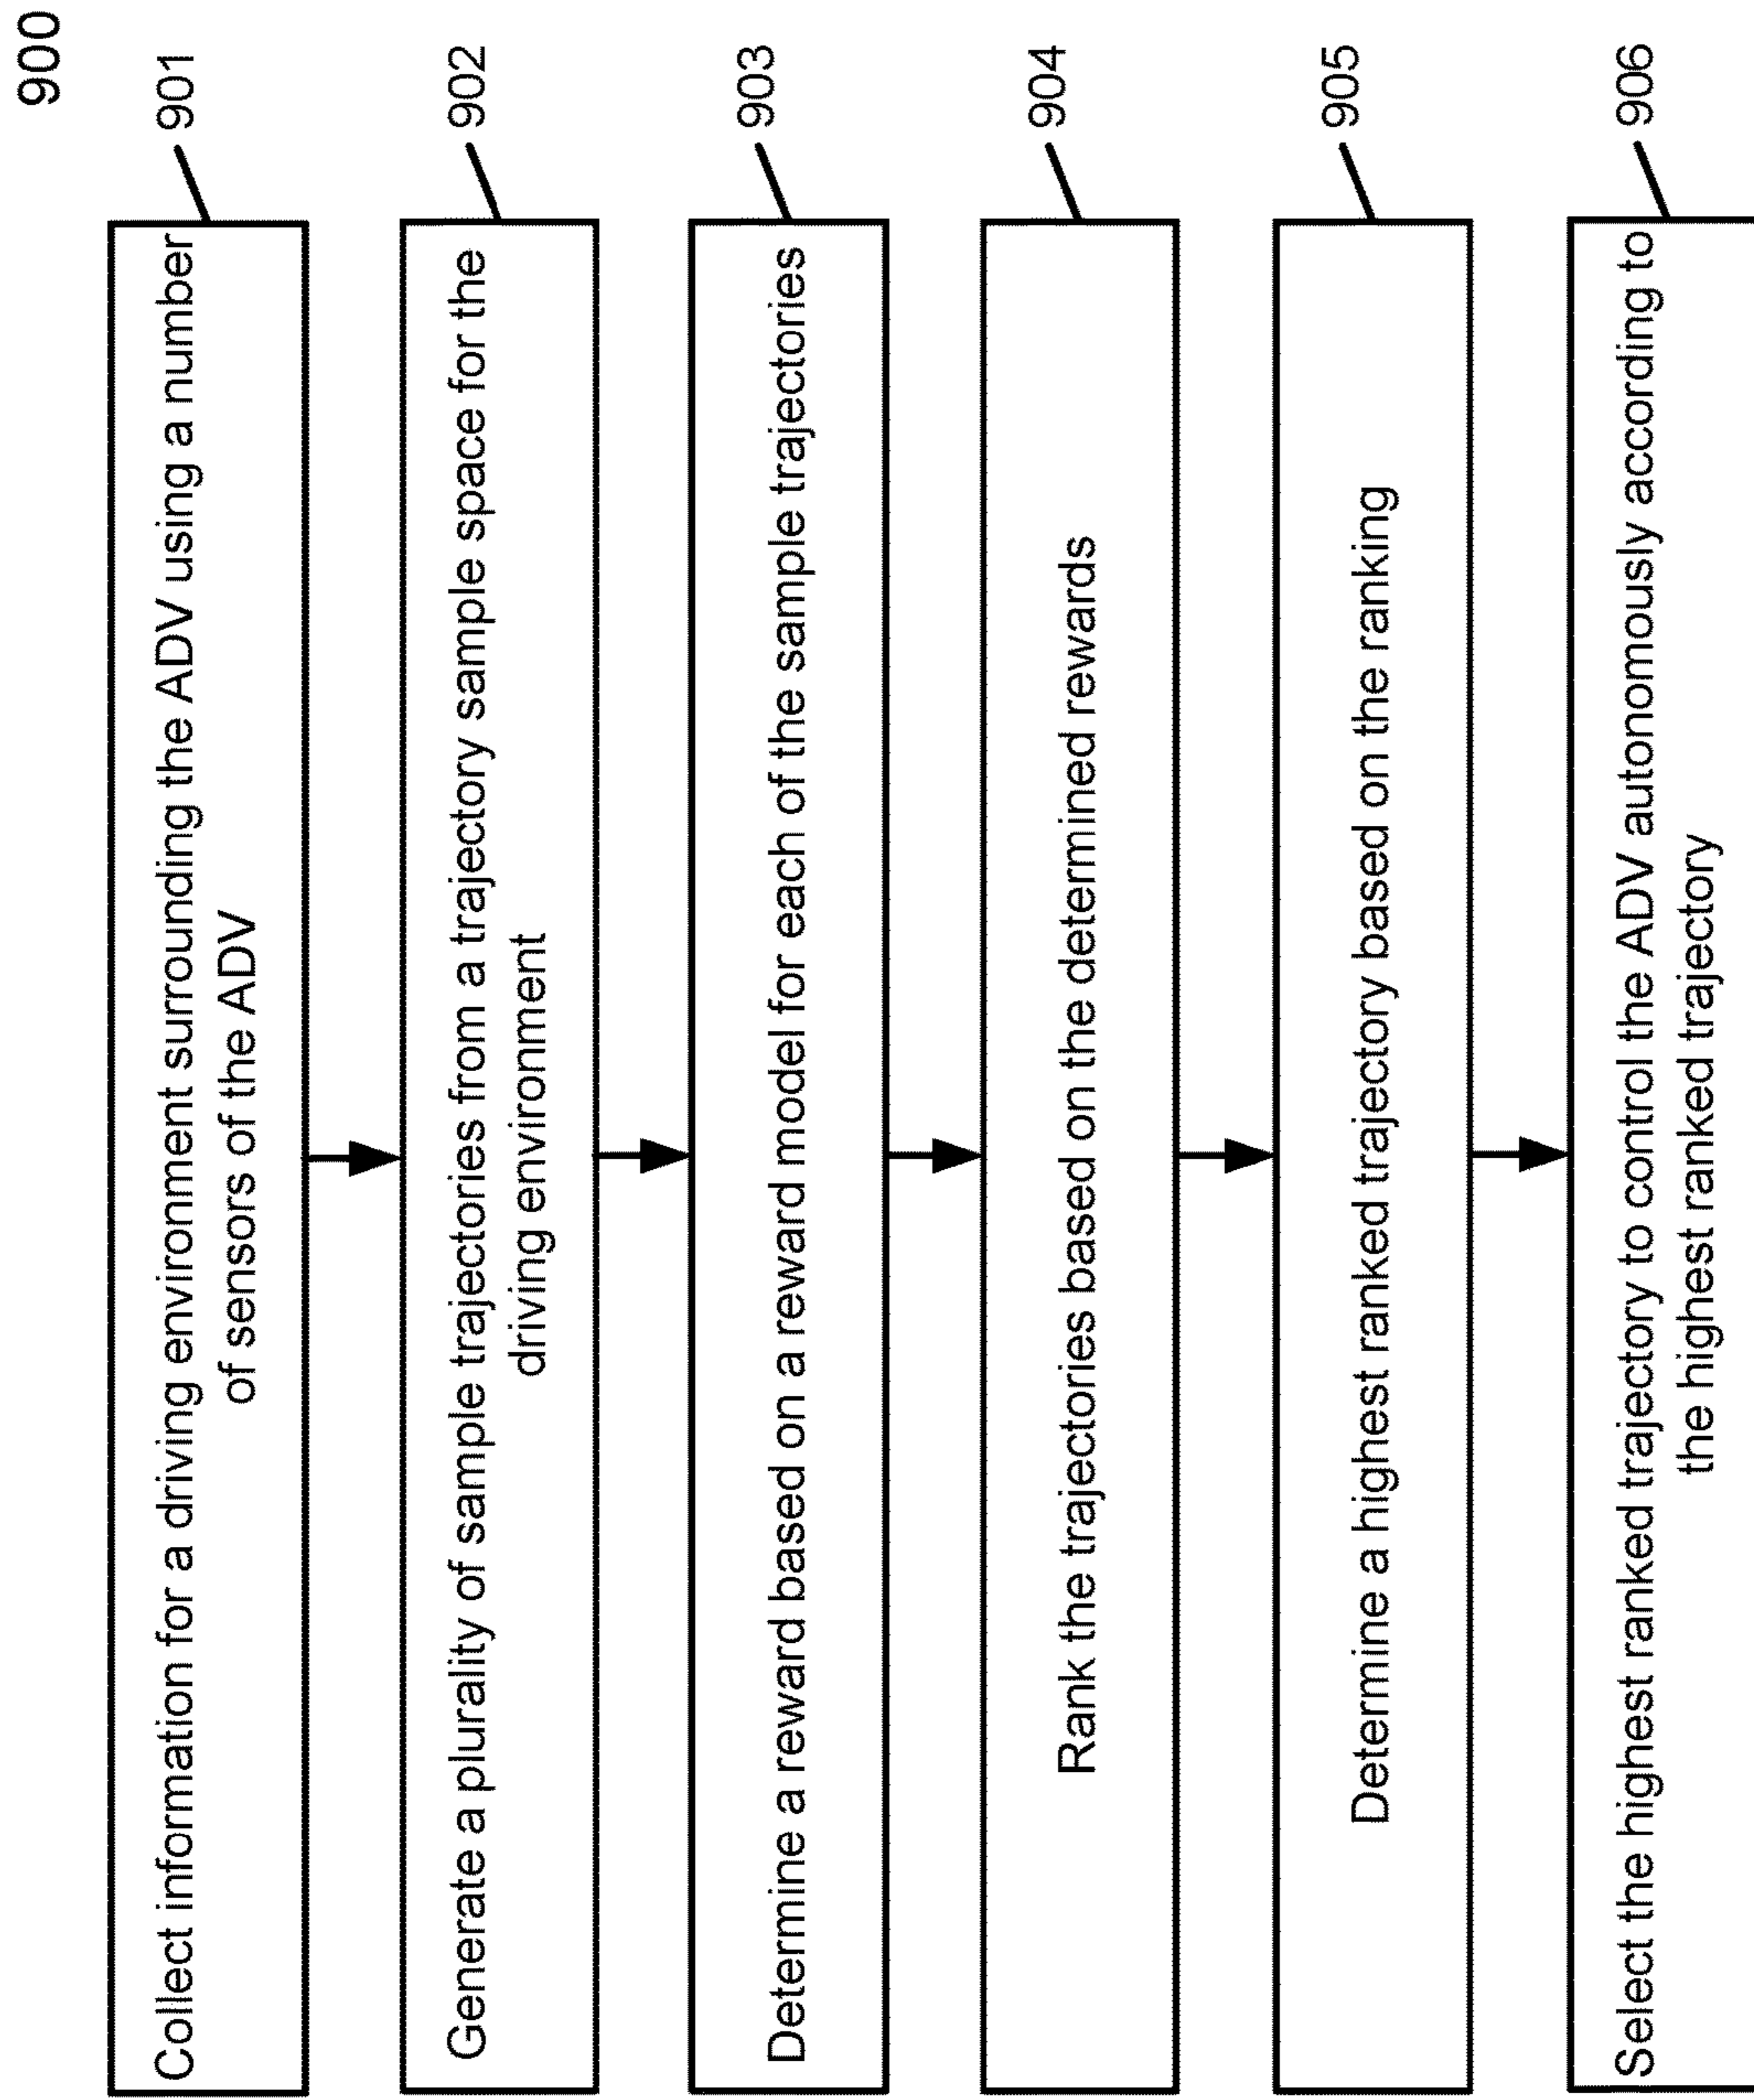 900
901
Collect information for a driving environment surrounding the ADV using a number
of sensors of the ADV
902
Generate a plurality of sample trajectories from a trajectory sample space for the
driving environment
903
Determine a reward based on a reward model for each of the sample trajectories
904
Rank the trajectories based on the determined rewards
905
Determine a highest ranked trajectory based on the ranking
906
Select the highest ranked trajectory to control the ADV autonomously according to
the highest ranked trajectory